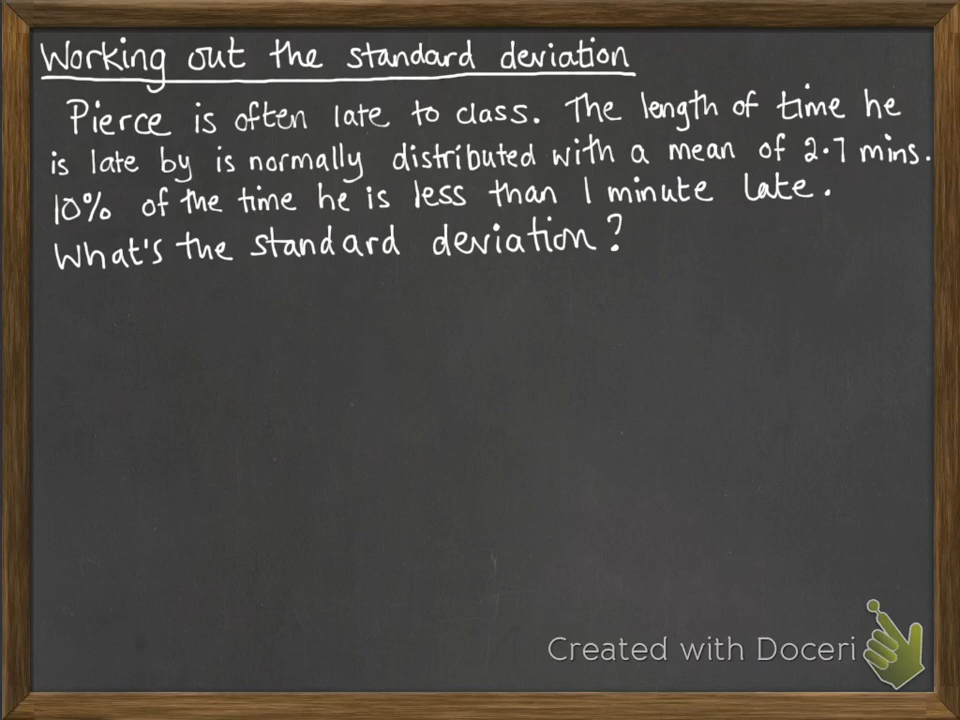 Working out the standard deviation
Pierce is often late to class. The length of time he
is late by is normally distributed with a mean of 2.7 mins.
10% of the time he is less than 1 minute late.
What's the standard deviation?
Created with Doceri